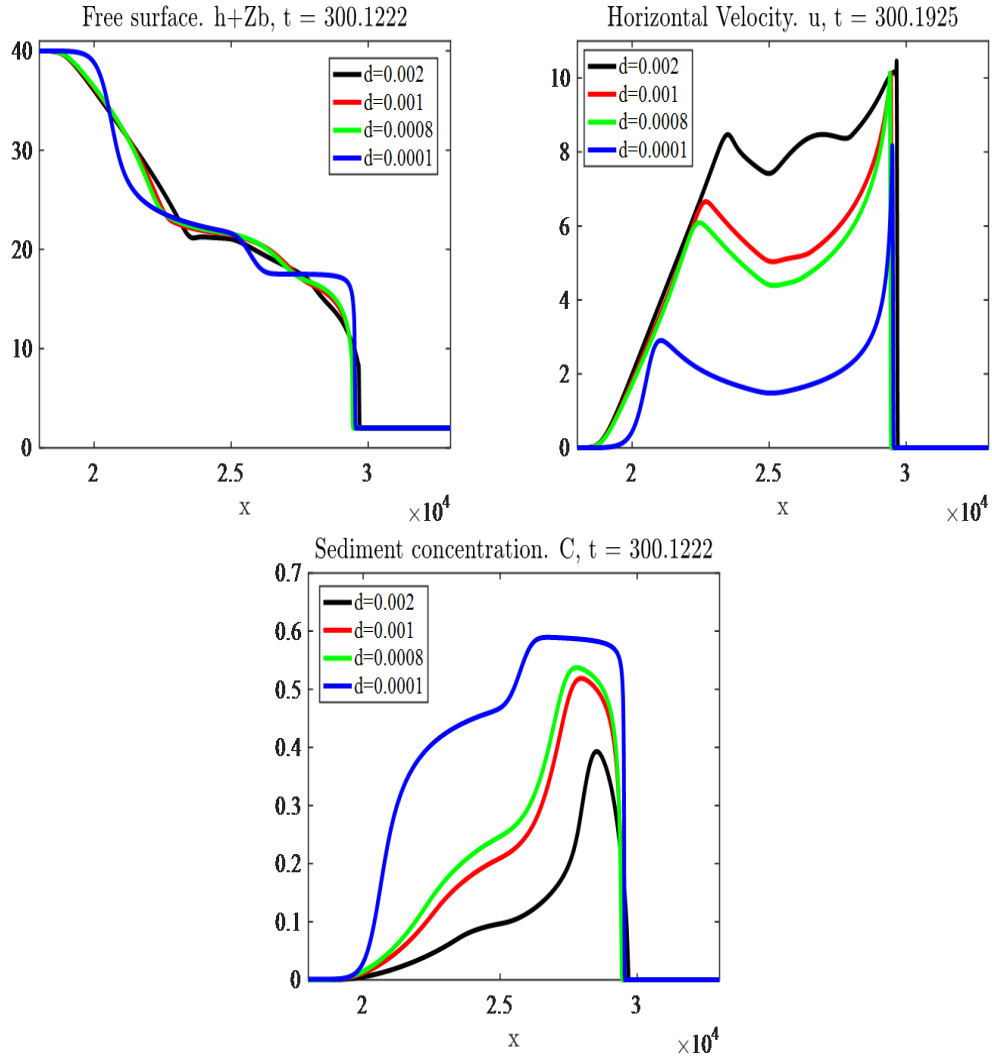 Free surface. h+Zb, t = 300.1222
40
30
20
10
0
d=0.002
d=0.001
d=0.0008
d=0.0001
2
2.5
3
x
×10^4
Horizontal Velocity. u, t = 300.1925
10
8
6
4
2
0
d=0.002
d=0.001
d=0.0008
d=0.0001
2
2.5
3
x
×10^4
Sediment concentration. C, t = 300.1222
0.7
0.6
0.5
0.4
0.3
0.2
0.1
0
d=0.002
d=0.001
d=0.0008
d=0.0001
2
2.5
3
x
×10^4